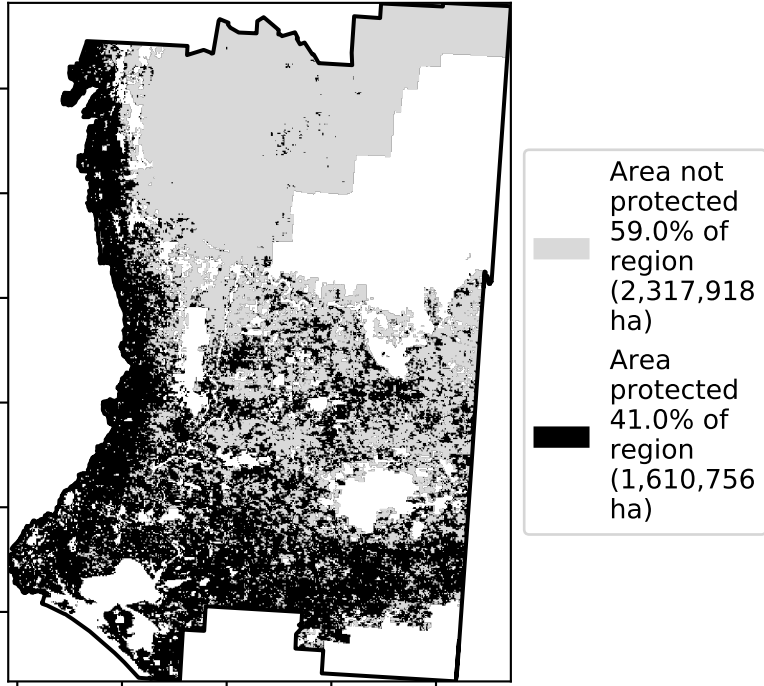 Area not
protected
59.0% of
region
(2,317,918
ha)
Area
protected
41.0% of
region
(1,610,756
ha)